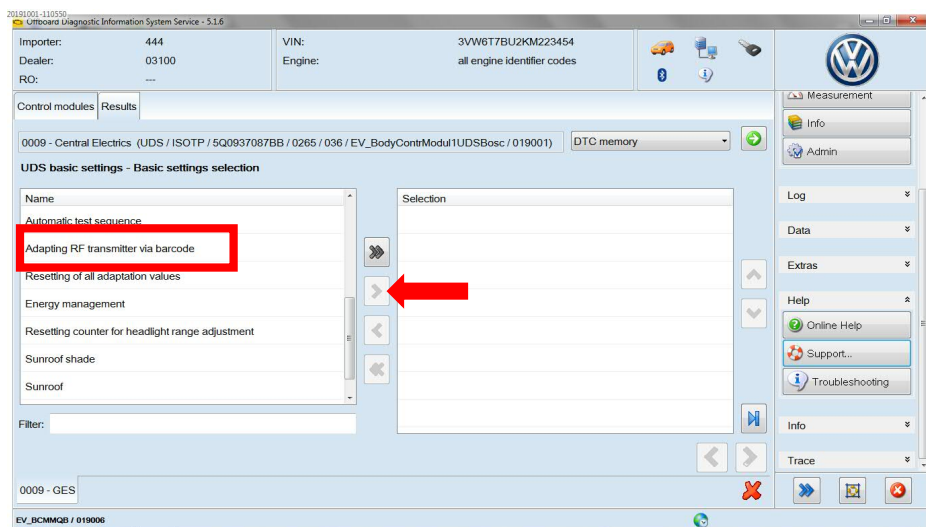 20191001-110550
Offboard Diagnostic Information System Service - 5.1.6
Importer: 444 VIN: 3VW6T7BU2KM223454
Dealer: 03100 Engine: all engine identifier codes
RO: ---
Control modules Results
0009 - Central Electrics (UDS / ISOTP / 5Q0937087BB / 0265 / 036 / EV_BodyContrModul1UDSBosc / 019001) DTC memory
UDS basic settings - Basic settings selection
Name
Automatic test sequence
Adapting RF transmitter via barcode
Resetting of all adaptation values
Energy management
Resetting counter for headlight range adjustment
Sunroof shade
Sunroof
Filter:
Selection
Measurement
Info
Admin
Log
Data
Extras
Help
Online Help
Support...
Troubleshooting
Info
Trace
0009 - GES
EV_BCMMQB / 019006